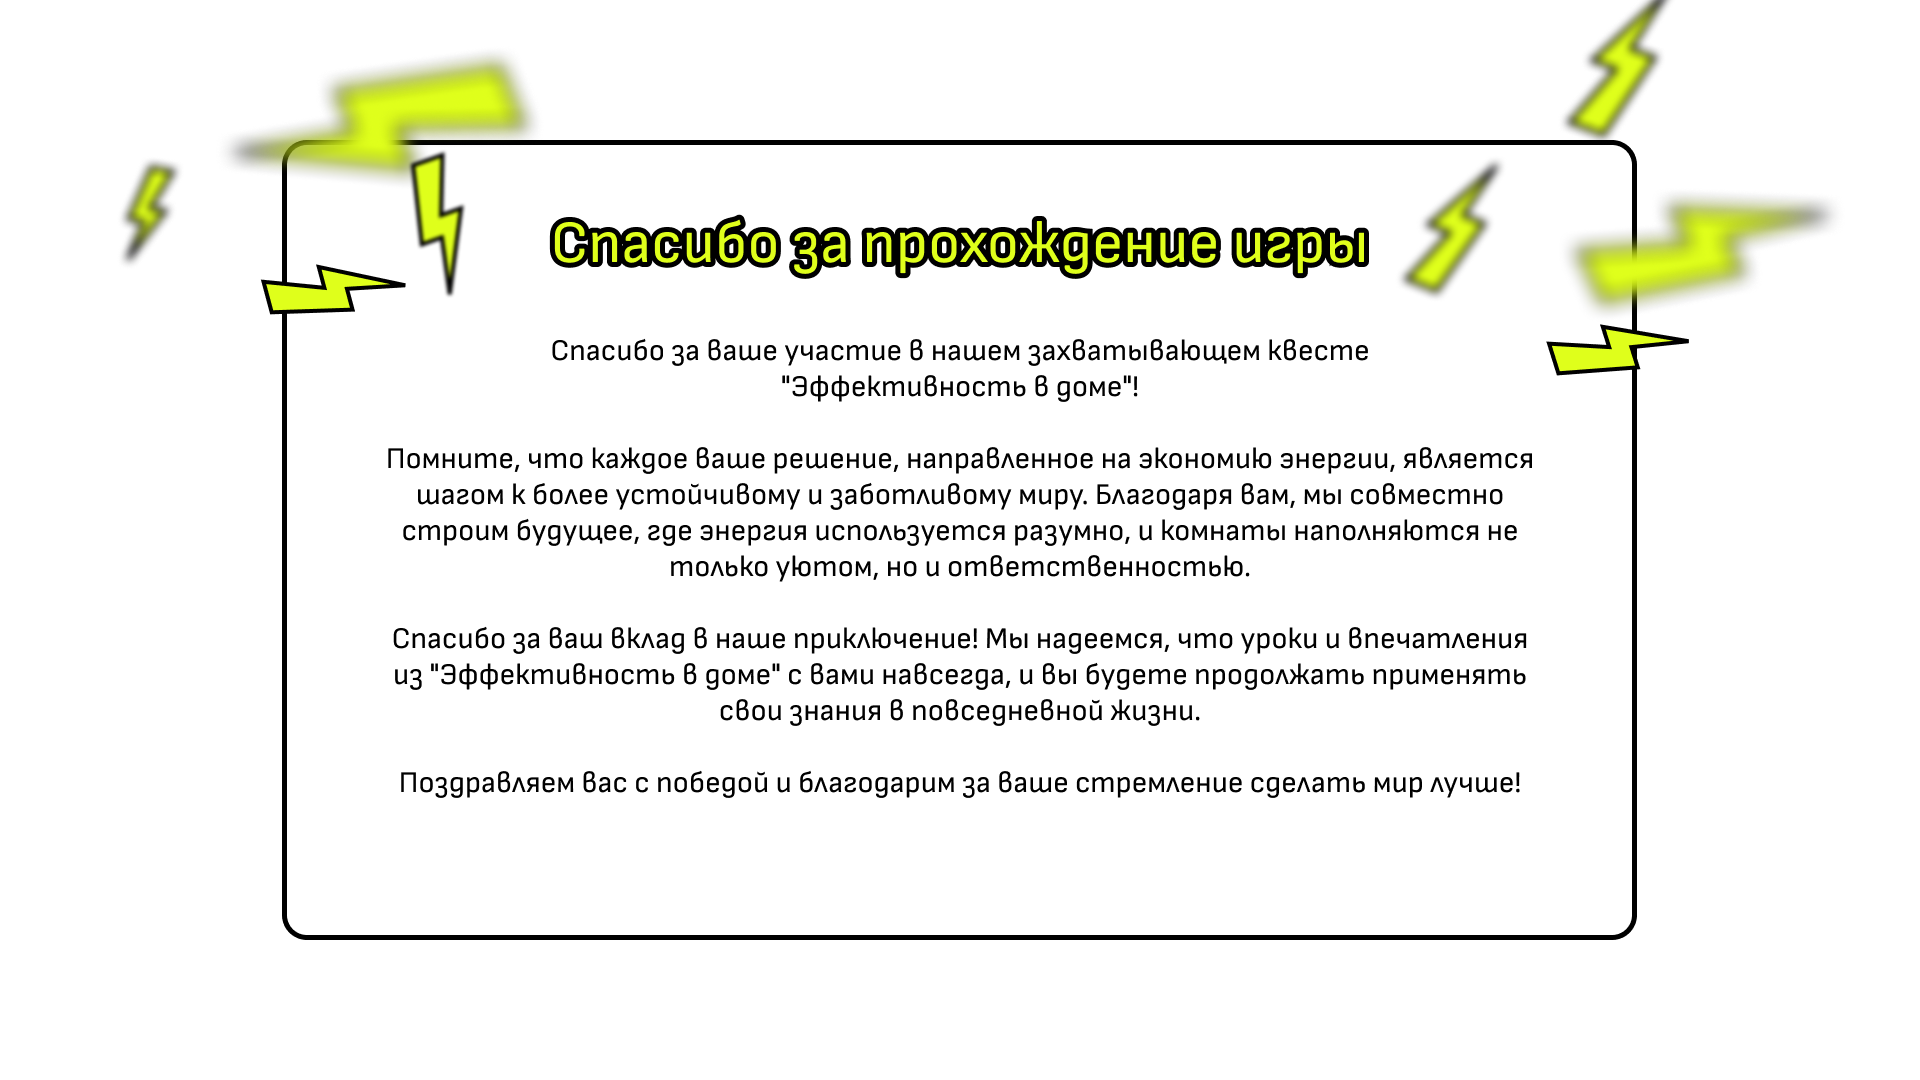 Спасибо за прохождение игры
Спасибо за ваше участие в нашем захватывающем квесте
"Эффективность в доме"!
Помните, что каждое ваше решение, направленное на экономию энергии, является
шагом к более устойчивому и заботливому миру. Благодаря вам, мы совместно
строим будущее, где энергия используется разумно, и комнаты наполняются не
только уютом, но и ответственностью.
Спасибо за ваш вклад в наше приключение! Мы надеемся, что уроки и впечатления
из "Эффективность в доме" с вами навсегда, и вы будете продолжать применять
свои знания в повседневной жизни.
Поздравляем вас с победой и благодарим за ваше стремление сделать мир лучше!